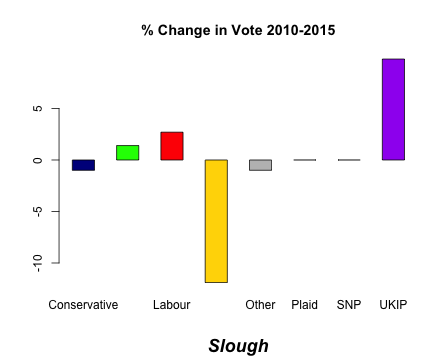 % Change in Vote 2010-2015
5
0
-5
-10
Conservative Labour Other Plaid SNP UKIP
Slough